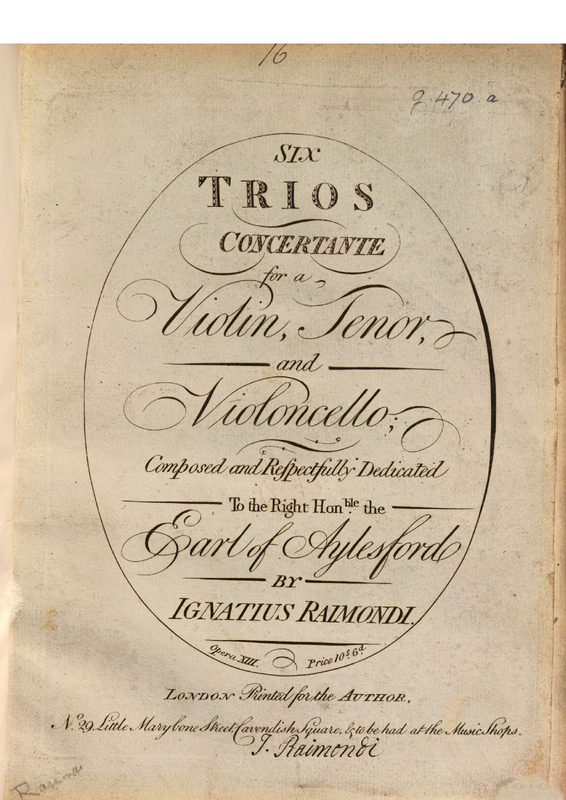 16
g.470.a
SIX
TRIOS
CONCERTANTE
for a
Violin, Tenor,
and
Violoncello;
Composed and Respectfully Dedicated
To the Right Honble the
Earl of Aylesford
BY
IGNATIUS RAIMONDI.
Opera XIII. Price 10s 6d
LONDON Printed for the AUTHOR,
No. 29, Little Marybone Street Cavendish Square, & to be had at the Music Shops.
J. Raimondi